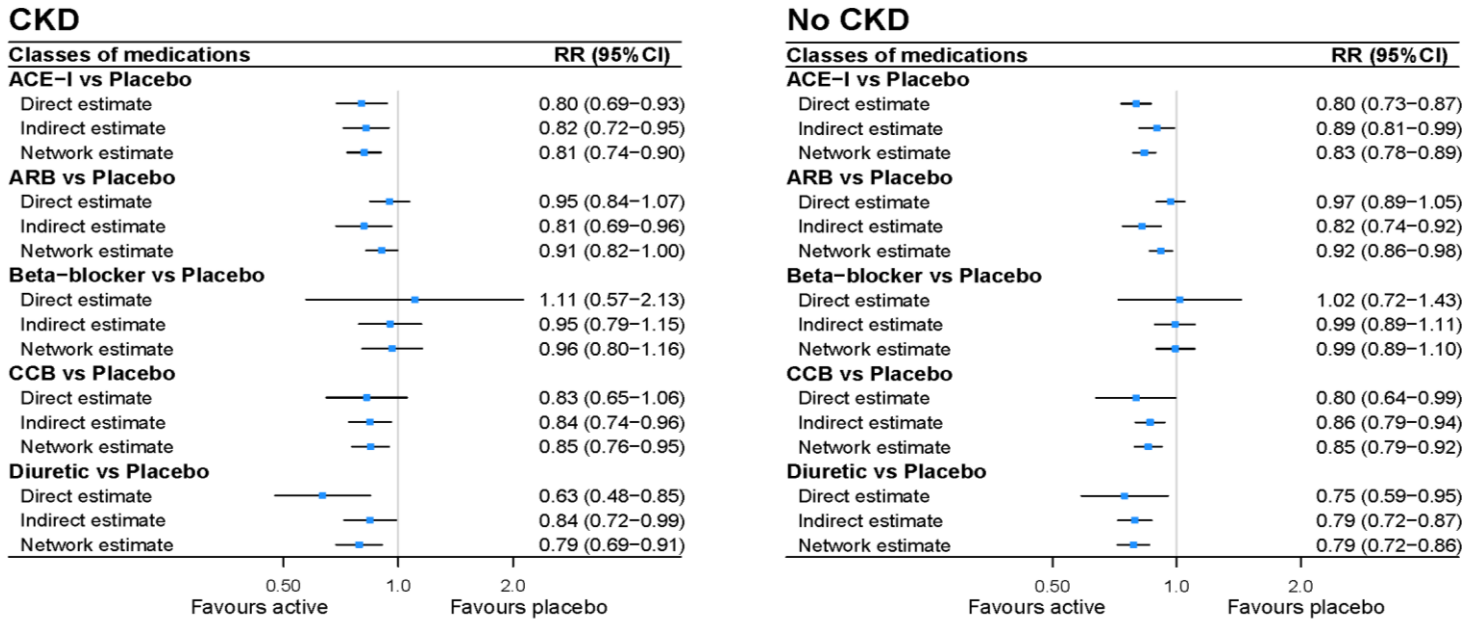 CKD
Classes of medications RR (95%CI)
ACE−I vs Placebo
Direct estimate 0.80 (0.69−0.93)
Indirect estimate 0.82 (0.72−0.95)
Network estimate 0.81 (0.74−0.90)
ARB vs Placebo
Direct estimate 0.95 (0.84−1.07)
Indirect estimate 0.81 (0.69−0.96)
Network estimate 0.91 (0.82−1.00)
Beta−blocker vs Placebo
Direct estimate 1.11 (0.57−2.13)
Indirect estimate 0.95 (0.79−1.15)
Network estimate 0.96 (0.80−1.16)
CCB vs Placebo
Direct estimate 0.83 (0.65−1.06)
Indirect estimate 0.84 (0.74−0.96)
Network estimate 0.85 (0.76−0.95)
Diuretic vs Placebo
Direct estimate 0.63 (0.48−0.85)
Indirect estimate 0.84 (0.72−0.99)
Network estimate 0.79 (0.69−0.91)
0.50 1.0 2.0
Favours active Favours placebo
No CKD
Classes of medications RR (95%CI)
ACE−I vs Placebo
Direct estimate 0.80 (0.73−0.87)
Indirect estimate 0.89 (0.81−0.99)
Network estimate 0.83 (0.78−0.89)
ARB vs Placebo
Direct estimate 0.97 (0.89−1.05)
Indirect estimate 0.82 (0.74−0.92)
Network estimate 0.92 (0.86−0.98)
Beta−blocker vs Placebo
Direct estimate 1.02 (0.72−1.43)
Indirect estimate 0.99 (0.89−1.11)
Network estimate 0.99 (0.89−1.10)
CCB vs Placebo
Direct estimate 0.80 (0.64−0.99)
Indirect estimate 0.86 (0.79−0.94)
Network estimate 0.85 (0.79−0.92)
Diuretic vs Placebo
Direct estimate 0.75 (0.59−0.95)
Indirect estimate 0.79 (0.72−0.87)
Network estimate 0.79 (0.72−0.86)
0.50 1.0 2.0
Favours active Favours placebo